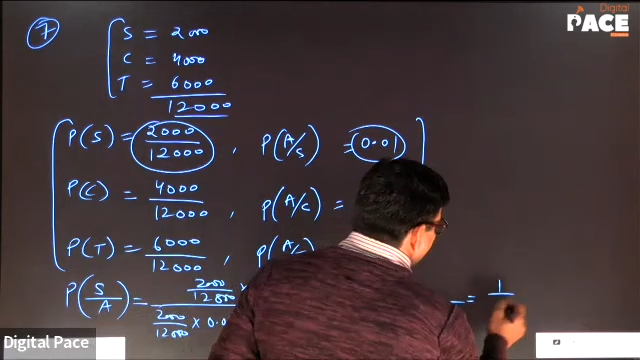 Digital
PACE
7
S = 2000
C = 4000
T = 6000
12000
P(S) = 2000/12000 , P(A/S) = 0.01
P(C) = 4000/12000 , P(A/C) =
P(T) = 6000/12000 , P(A/
P(S/A) = 2000/12000 × / 2000/12000 × 0.0 = 1/
Digital Pace